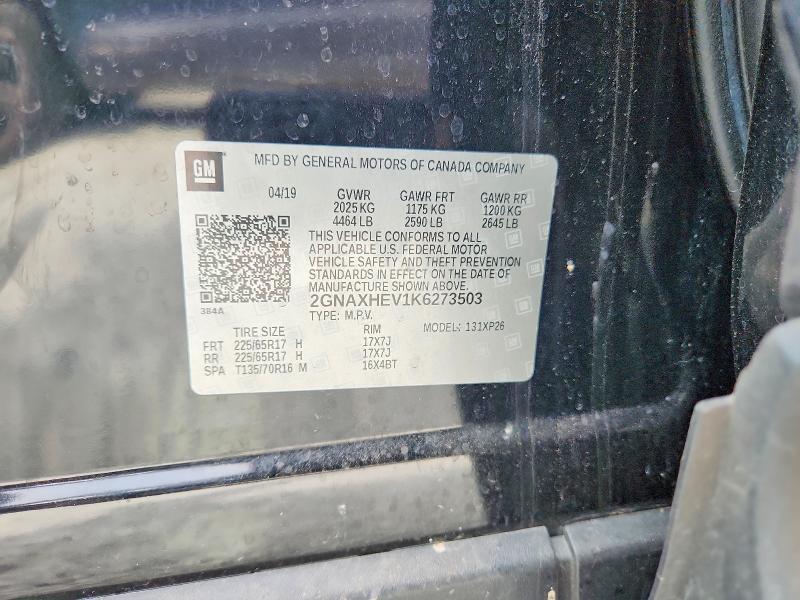 GM
MFD BY GENERAL MOTORS OF CANADA COMPANY
04/19 GVWR GAWR FRT GAWR RR
2025 KG 1175 KG 1200 KG
4464 LB 2590 LB 2645 LB
THIS VEHICLE CONFORMS TO ALL
APPLICABLE U.S. FEDERAL MOTOR
VEHICLE SAFETY AND THEFT PREVENTION
STANDARDS IN EFFECT ON THE DATE OF
MANUFACTURE SHOWN ABOVE.
2GNAXHEV1K6273503
384A
TYPE: M.P.V. MODEL: 131XP26
TIRE SIZE RIM
FRT 225/65R17 H 17X7J
RR 225/65R17 H 17X7J
SPA T135/70R16 M 16X4BT